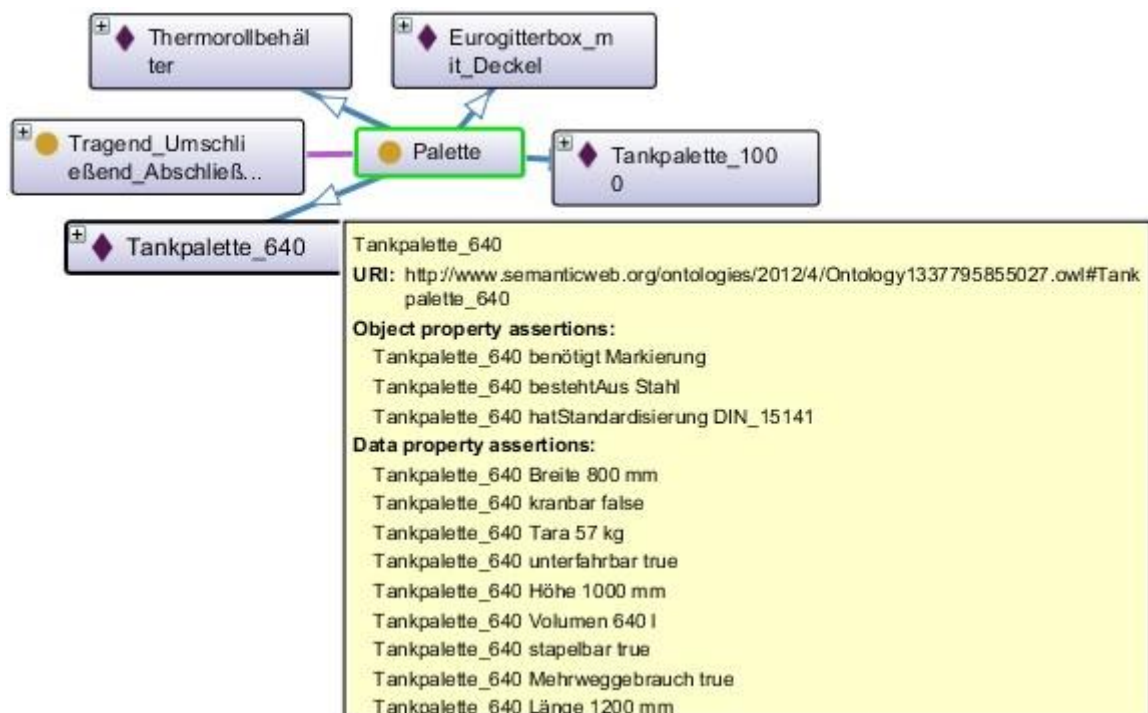 Thermorollbehäl
ter
Eurogitterbox_m
it_Deckel
Tragend_Umschli
eßend_Abschließ...
Palette
Tankpalette_100
0
Tankpalette_640
Tankpalette_640
URI: http://www.semanticweb.org/ontologies/2012/4/Ontology1337795855027.owl#Tank
palette_640
Object property assertions:
Tankpalette_640 benötigt Markierung
Tankpalette_640 bestehtAus Stahl
Tankpalette_640 hatStandardisierung DIN_15141
Data property assertions:
Tankpalette_640 Breite 800 mm
Tankpalette_640 kranbar false
Tankpalette_640 Tara 57 kg
Tankpalette_640 unterfahrbar true
Tankpalette_640 Höhe 1000 mm
Tankpalette_640 Volumen 640 l
Tankpalette_640 stapelbar true
Tankpalette_640 Mehrweggebrauch true
Tankpalette_640 Länge 1200 mm